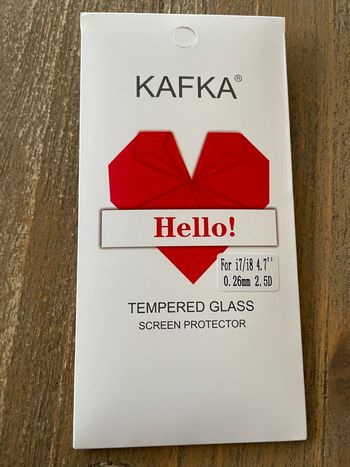 KAFKA®
Hello!
For i7/i8 4.7''
0.26mm 2.5D
TEMPERED GLASS
SCREEN PROTECTOR